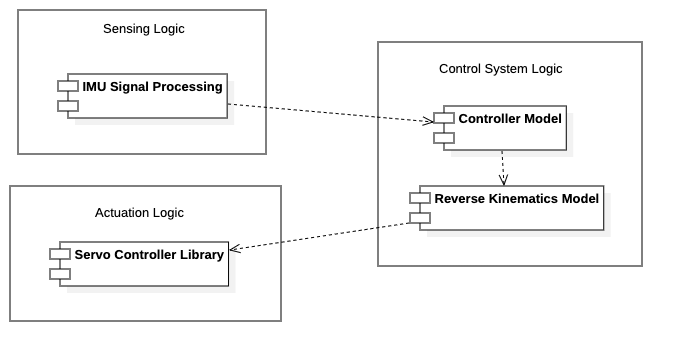 Sensing Logic
IMU Signal Processing
Control System Logic
Controller Model
Reverse Kinematics Model
Actuation Logic
Servo Controller Library